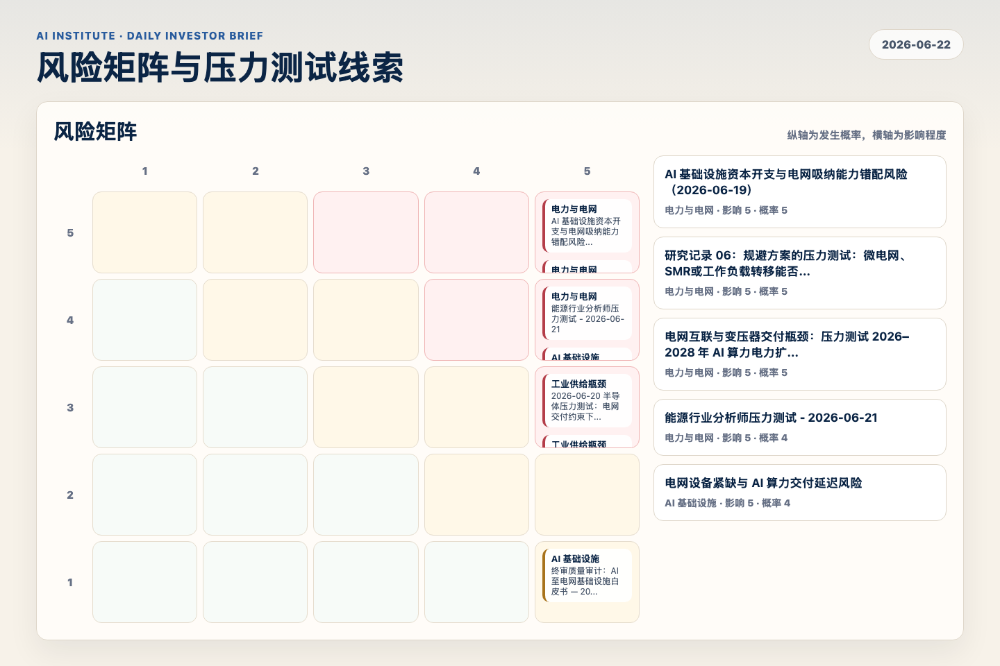 AI INSTITUTE · DAILY INVESTOR BRIEF
风险矩阵与压力测试线索
2026-06-22
风险矩阵
纵轴为发生概率，横轴为影响程度
1 2 3 4 5
5
电力与电网
AI 基础设施资本开
支与电网吸纳能力
错配风险...
电力与电网
4
电力与电网
能源行业分析师压
力测试 - 2026-06-
21
AI 基础设施
3
工业供给瓶颈
2026-06-20 半导
体压力测试：电网
交付约束下...
工业供给瓶颈
2
1
AI 基础设施
终审质量审计：AI
至电网基础设施白
皮书 — 20...
AI 基础设施资本开支与电网吸纳能力错配风险
（2026-06-19）
电力与电网 · 影响 5 · 概率 5
研究记录 06：规避方案的压力测试：微电网、
SMR或工作负载转移能否...
电力与电网 · 影响 5 · 概率 5
电网互联与变压器交付瓶颈：压力测试 2026–
2028 年 AI 算力电力扩...
电力与电网 · 影响 5 · 概率 5
能源行业分析师压力测试 - 2026-06-21
电力与电网 · 影响 5 · 概率 4
电网设备紧缺与 AI 算力交付延迟风险
AI 基础设施 · 影响 5 · 概率 4